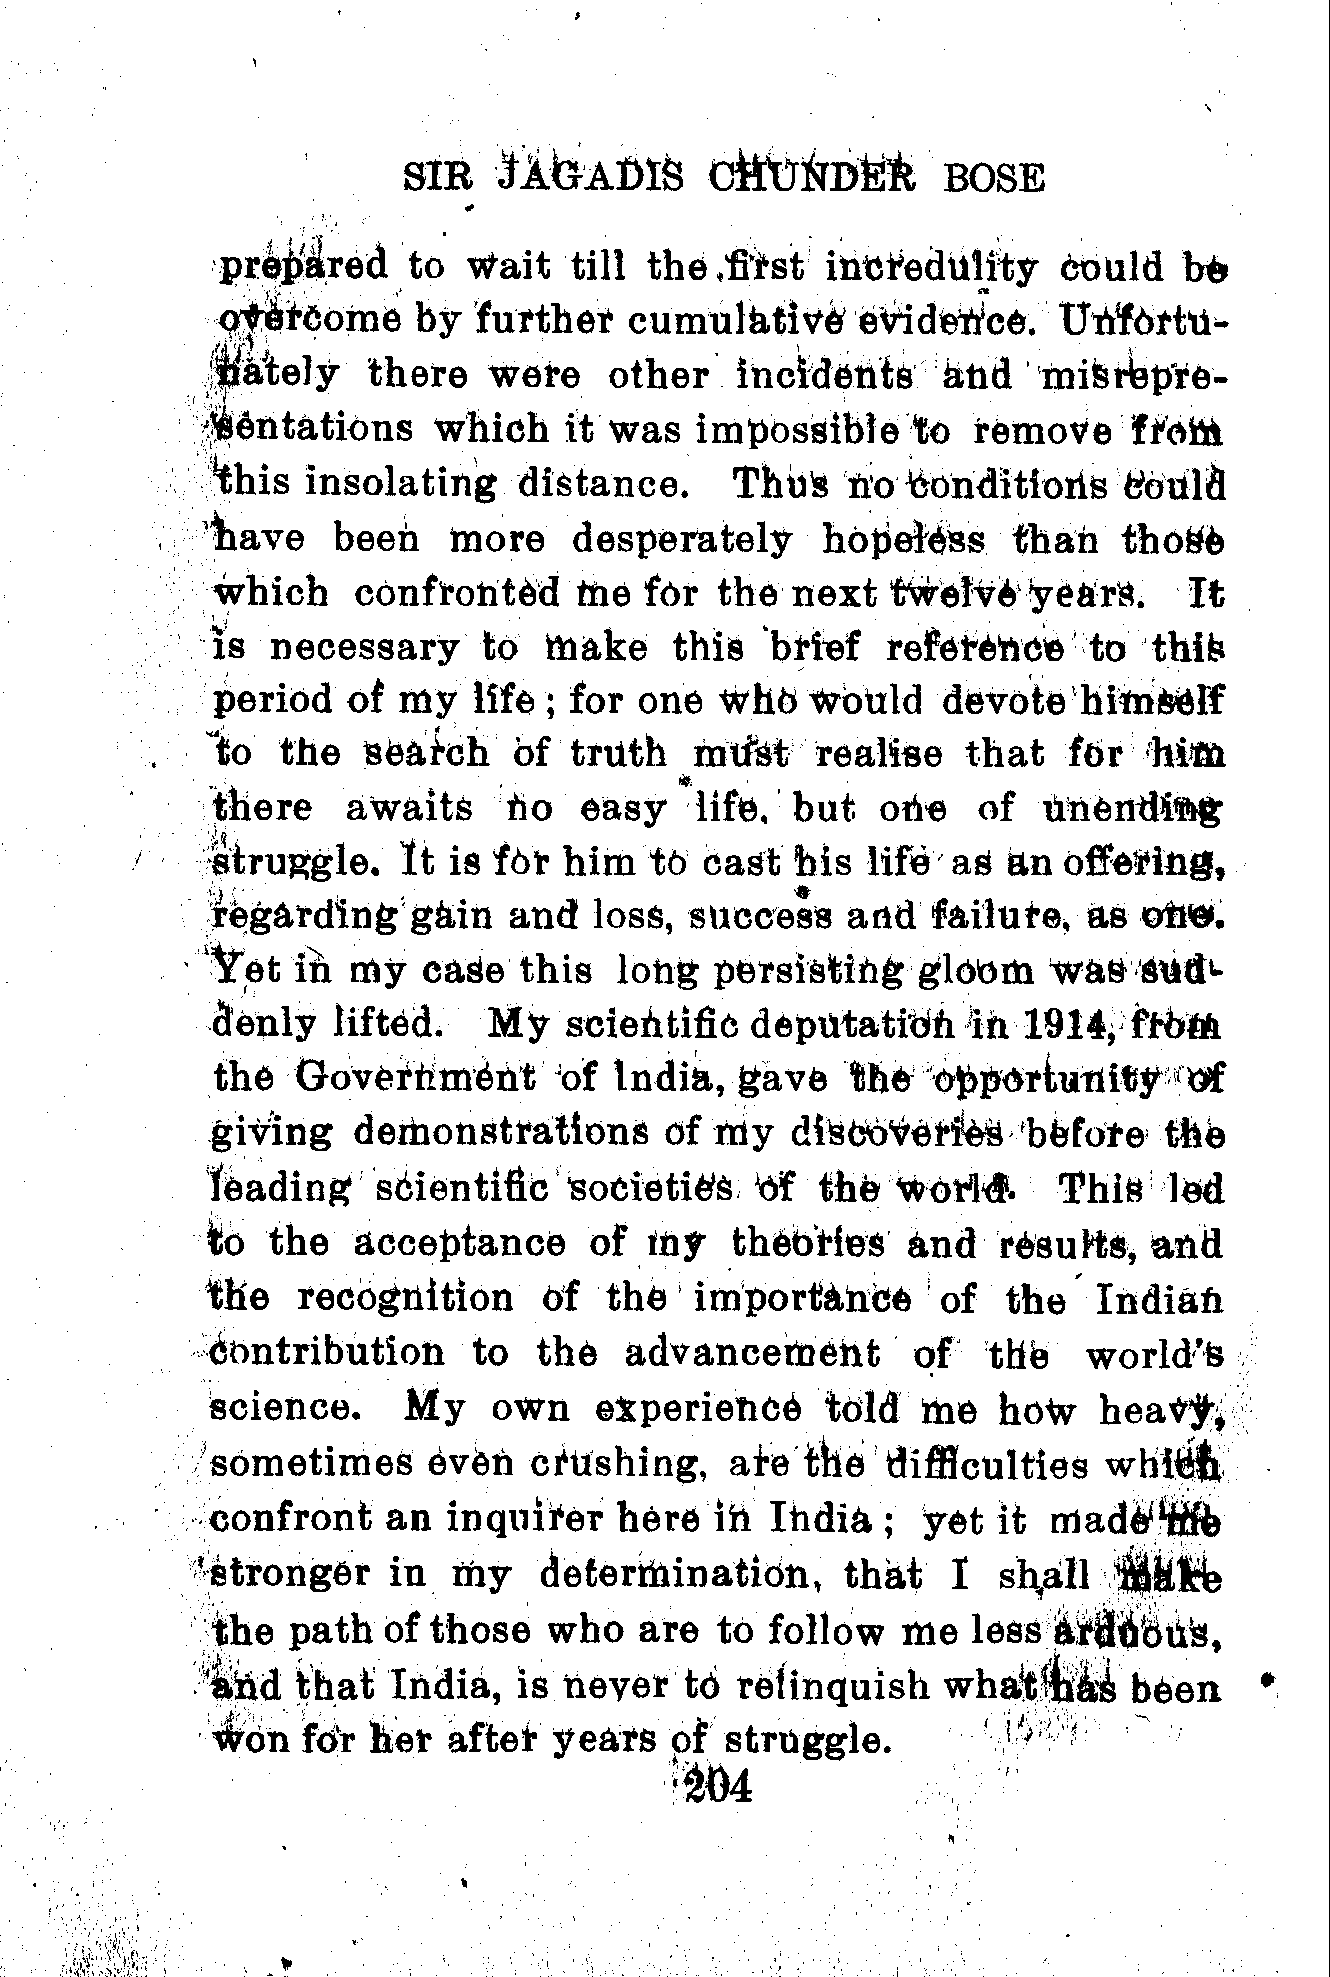 SIR JAGADIS CHUNDER BOSE
prepared to wait till the first incredulity could be
overcome by further cumulative evidence. Unfortu-
nately there were other incidents and misrepre-
sentations which it was impossible to remove from
this insolating distance. Thus no conditions could
have been more desperately hopeless than those
which confronted me for the next twelve years. It
is necessary to make this brief reference to this
period of my life ; for one who would devote himself
to the search of truth must realise that for him
there awaits no easy life, but one of unending
struggle. It is for him to cast his life as an offering,
regarding gain and loss, success and failure, as one.
Yet in my case this long persisting gloom was sud-
denly lifted. My scientific deputation in 1914, from
the Government of India, gave the opportunity of
giving demonstrations of my discoveries before the
leading scientific societies of the world. This led
to the acceptance of my theories and results, and
the recognition of the importance of the Indian
contribution to the advancement of the world's
science. My own experience told me how heavy,
sometimes even crushing, are the difficulties which
confront an inquirer here in India ; yet it made me
stronger in my determination, that I shall make
the path of those who are to follow me less arduous,
and that India, is never to relinquish what has been
won for her after years of struggle.
204